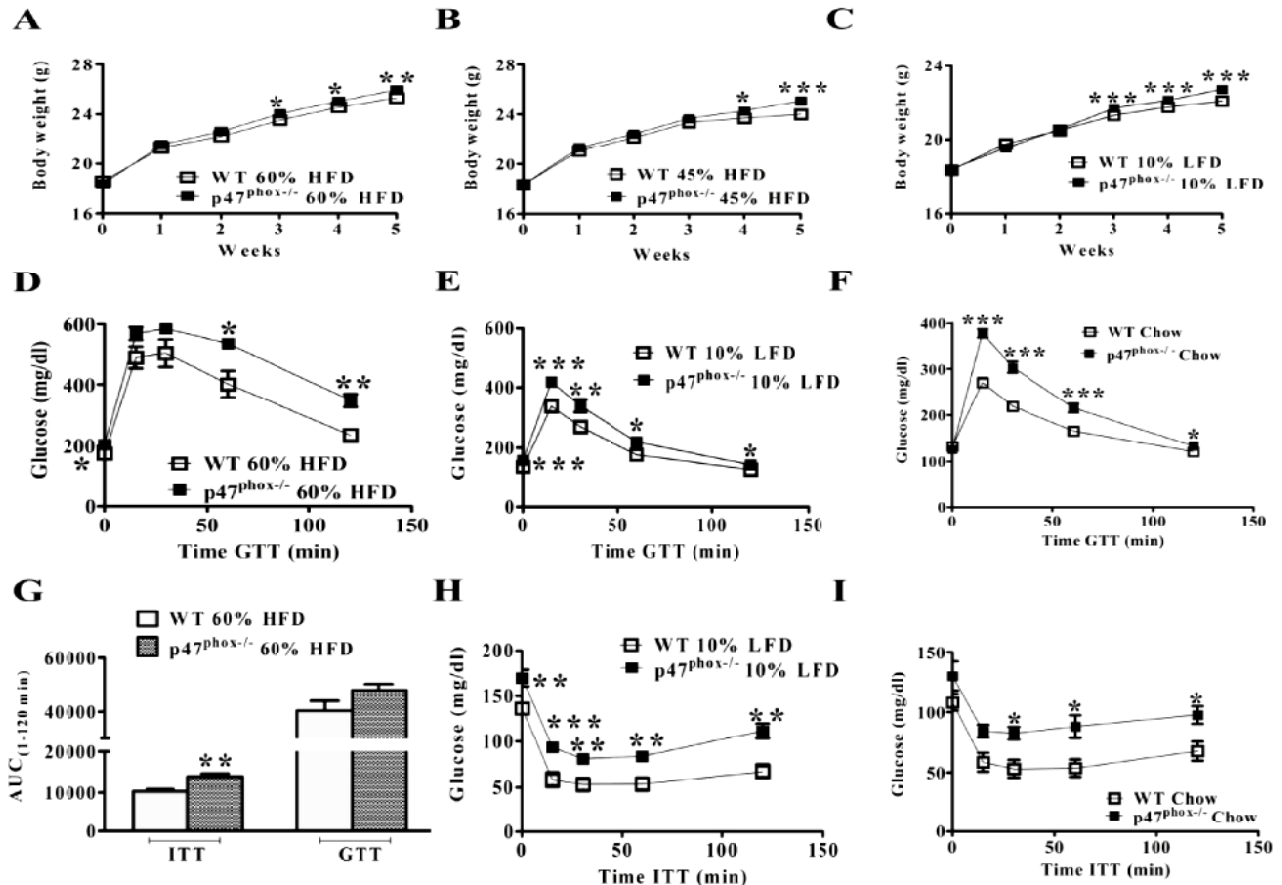 A
Body weight (g)
28
24
20
16
* * **
WT 60% HFD
p47phox-/- 60% HFD
0 1 2 3 4 5
Weeks
B
Body weight (g)
28
24
20
16
* ***
WT 45% HFD
p47phox-/- 45% HFD
0 1 2 3 4 5
Weeks
C
Body weight (g)
24
22
20
18
16
*** *** ***
WT 10% LFD
p47phox-/- 10% LFD
0 1 2 3 4 5
Weeks
D
Glucose (mg/dl)
600
400
200
0
*
*
**
WT 60% HFD
p47phox-/- 60% HFD
0 50 100 150
Time GTT (min)
E
Glucose (mg/dl)
600
400
200
0
WT 10% LFD
p47phox-/- 10% LFD
***
**
*
*
***
0 50 100 150
Time GTT (min)
F
Glucose (mg/dl)
400
300
200
100
0
WT Chow
p47phox-/- Chow
***
***
***
*
0 50 100 150
Time GTT (min)
G
WT 60% HFD
p47phox-/- 60% HFD
AUC(1-120 min)
60000
40000
20000
10000
0
**
ITT GTT
H
WT 10% LFD
p47phox-/- 10% LFD
Glucose (mg/dl)
200
150
100
50
0
**
***
**
**
**
0 50 100 150
Time ITT (min)
I
Glucose (mg/dl)
150
100
50
0
* * *
WT Chow
p47phox-/- Chow
0 50 100 150
Time ITT (min)